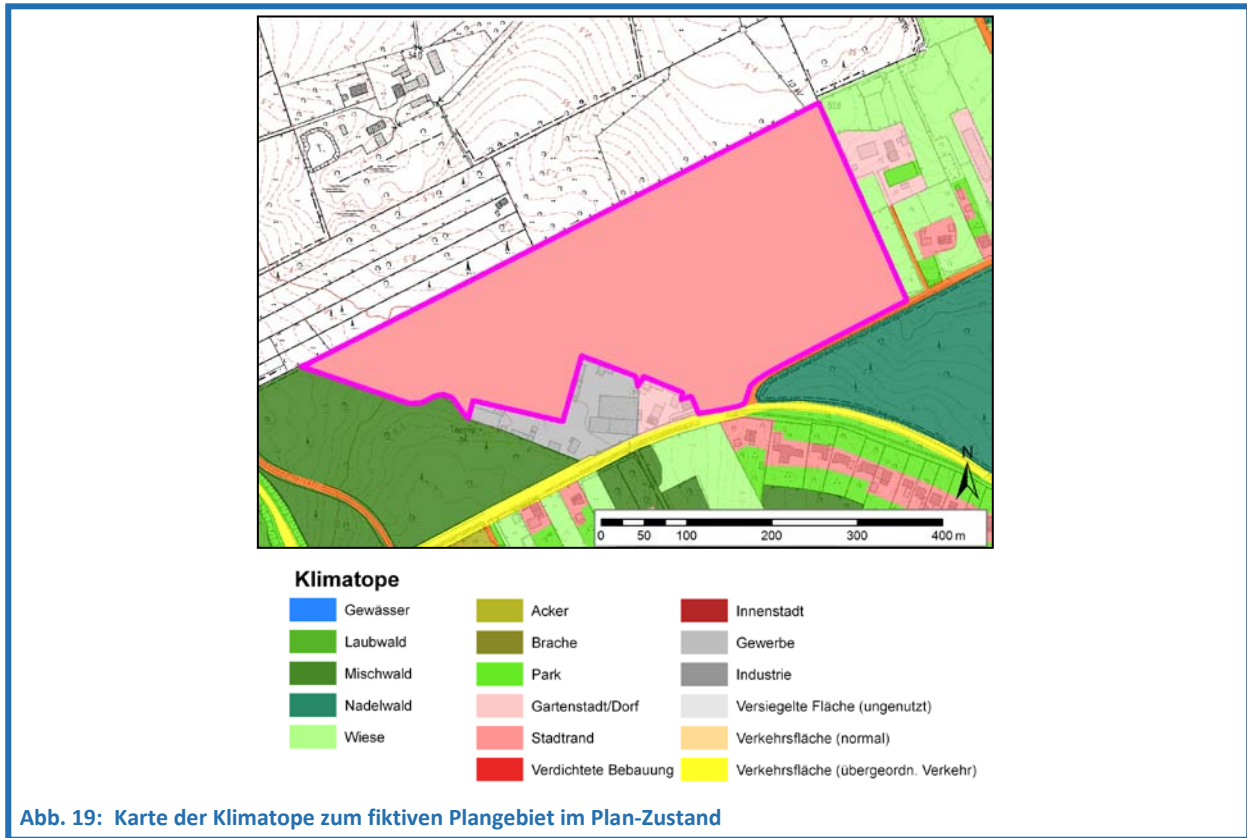 N
0 50 100 200 300 400 m
Klimatope
Gewässer
Laubwald
Mischwald
Nadelwald
Wiese
Acker
Brache
Park
Gartenstadt/Dorf
Stadtrand
Verdichtete Bebauung
Innenstadt
Gewerbe
Industrie
Versiegelte Fläche (ungenutzt)
Verkehrsfläche (normal)
Verkehrsfläche (übergeordn. Verkehr)
Abb. 19: Karte der Klimatope zum fiktiven Plangebiet im Plan-Zustand